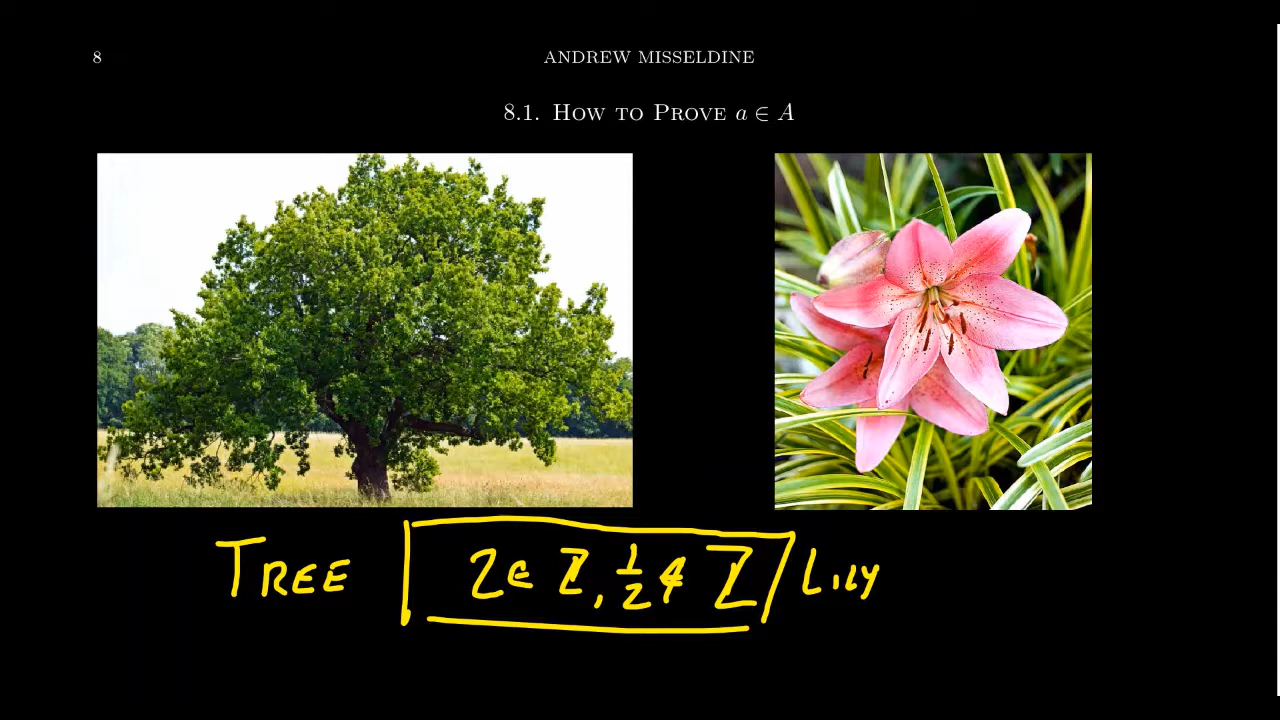 8 ANDREW MISSELDINE
8.1. HOW TO PROVE a ∈ A
TREE 2 ∈ ℤ, 1/2 ∉ ℤ LILY